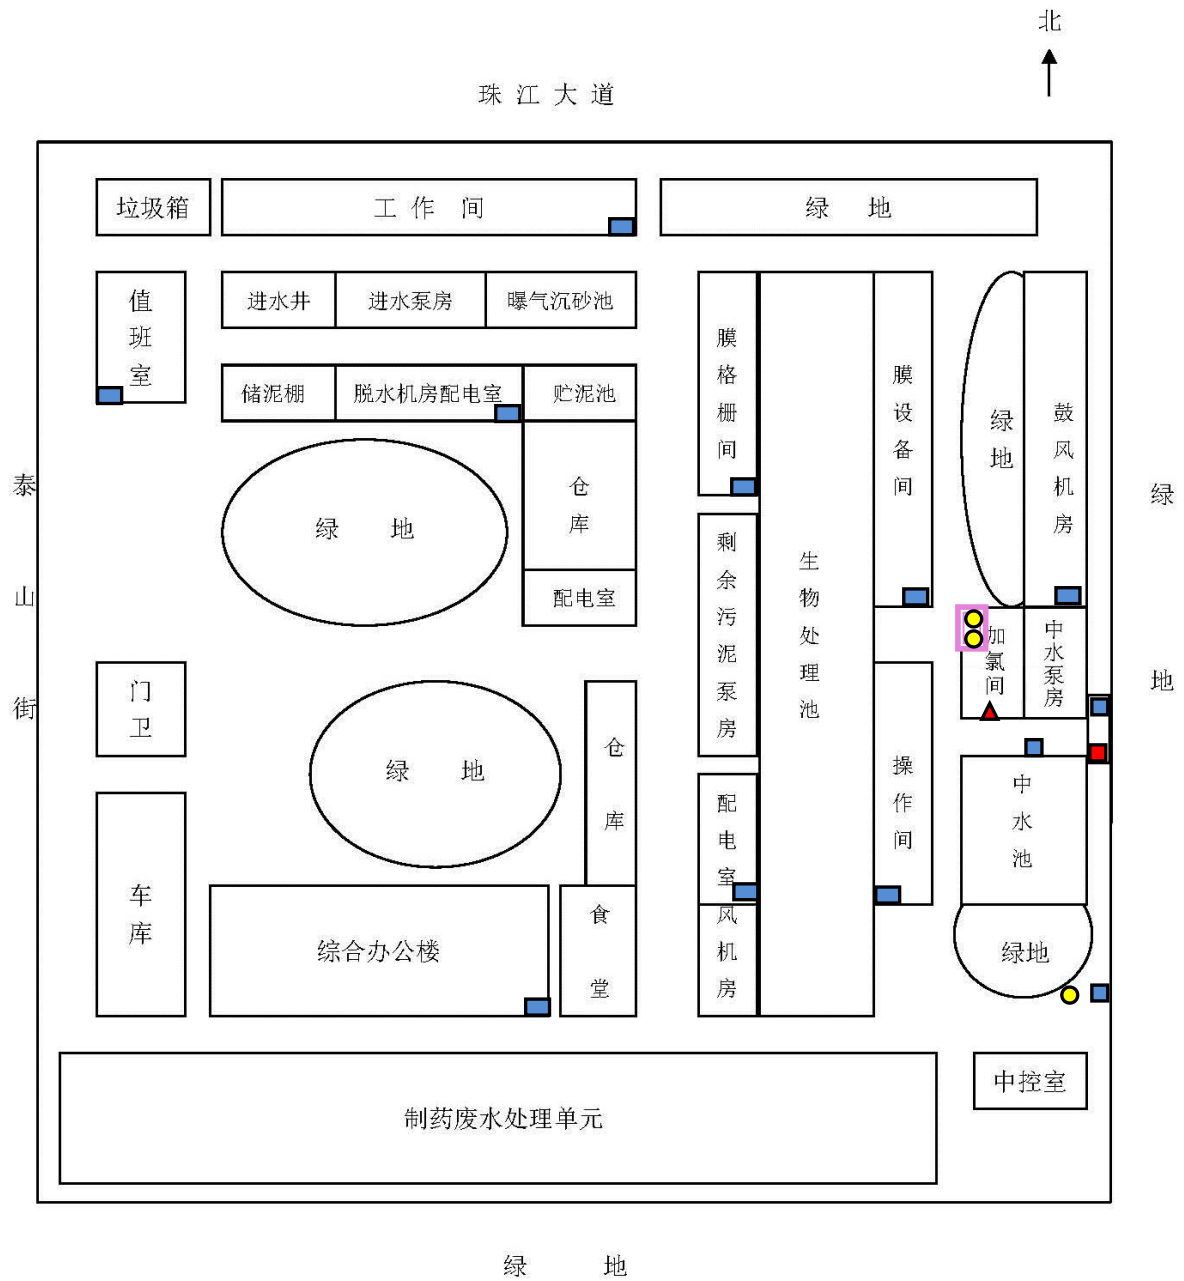 北
珠江大道
垃圾箱
工作间
绿地
值班室
进水井
进水泵房
曝气沉砂池
储泥棚
脱水机房配电室
贮泥池
膜格栅间
膜设备间
绿地
鼓风机房
泰山街
绿地
仓库
配电室
剩余污泥泵房
生物处理池
加氯间
中水泵房
绿地
门卫
绿地
仓库
配电室
操作间
中水池
车库
综合办公楼
食堂
风机房
绿地
制药废水处理单元
中控室
绿地